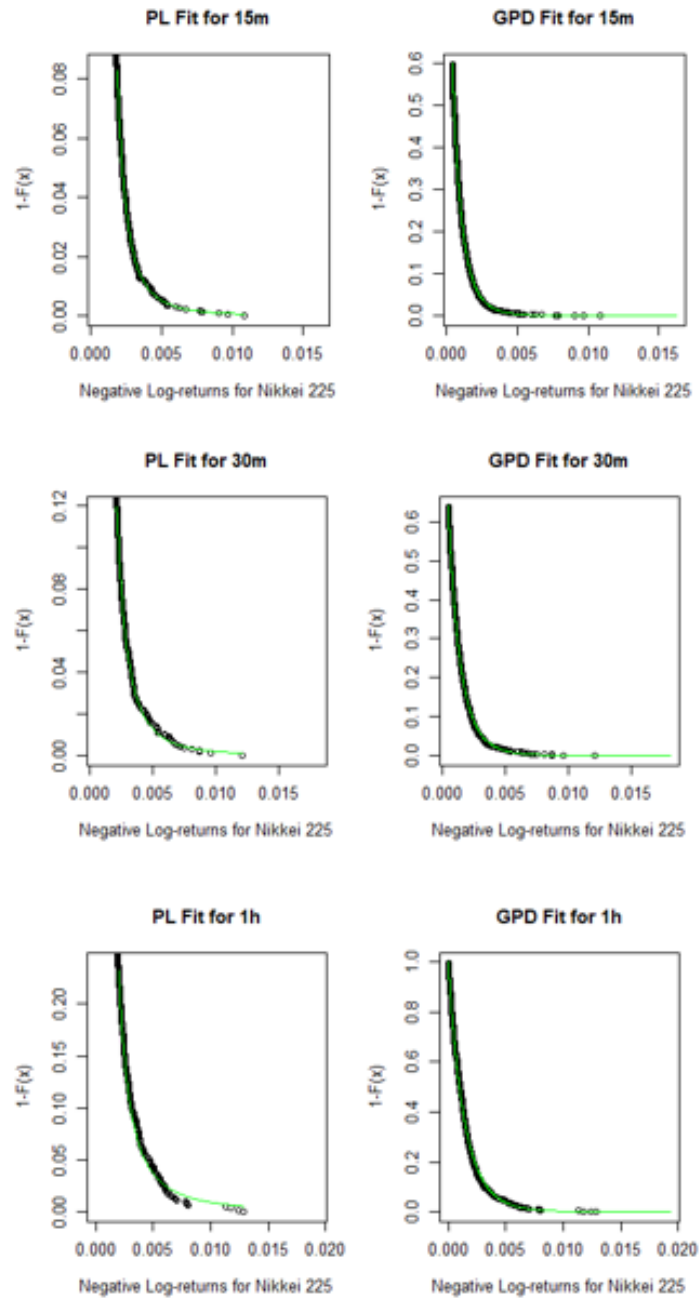 PL Fit for 15m
1-F(x)
0.00 0.02 0.04 0.06 0.08
0.000 0.005 0.010 0.015
Negative Log-returns for Nikkei 225
GPD Fit for 15m
1-F(x)
0.0 0.1 0.2 0.3 0.4 0.5 0.6
0.000 0.005 0.010 0.015
Negative Log-returns for Nikkei 225
PL Fit for 30m
1-F(x)
0.00 0.04 0.08 0.12
0.000 0.005 0.010 0.015
Negative Log-returns for Nikkei 225
GPD Fit for 30m
1-F(x)
0.0 0.1 0.2 0.3 0.4 0.5 0.6
0.000 0.005 0.010 0.015
Negative Log-returns for Nikkei 225
PL Fit for 1h
1-F(x)
0.00 0.05 0.10 0.15 0.20
0.000 0.005 0.010 0.015 0.020
Negative Log-returns for Nikkei 225
GPD Fit for 1h
1-F(x)
0.0 0.2 0.4 0.6 0.8 1.0
0.000 0.005 0.010 0.015 0.020
Negative Log-returns for Nikkei 225